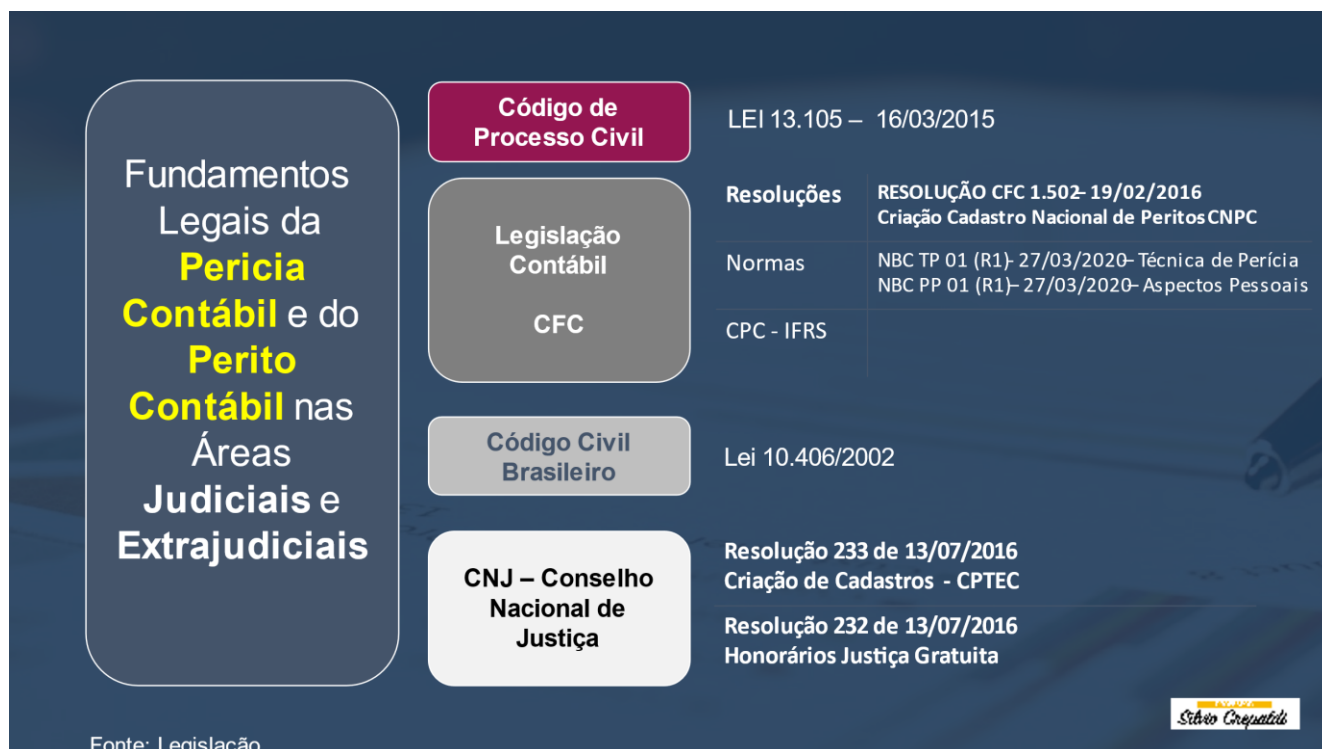 Fundamentos
Legais da
Pericia
Contábil e do
Perito
Contábil nas
Áreas
Judiciais e
Extrajudiciais
Código de
Processo Civil
LEI 13.105 – 16/03/2015
Legislação
Contábil
CFC
Resoluções
RESOLUÇÃO CFC 1.502– 19/02/2016
Criação Cadastro Nacional de Peritos CNPC
Normas
NBC TP 01 (R1)– 27/03/2020– Técnica de Perícia
NBC PP 01 (R1)– 27/03/2020– Aspectos Pessoais
CPC - IFRS
Código Civil
Brasileiro
Lei 10.406/2002
CNJ – Conselho
Nacional de
Justiça
Resolução 233 de 13/07/2016
Criação de Cadastros - CPTEC
Resolução 232 de 13/07/2016
Honorários Justiça Gratuita
Silvio Crepaldi
Fonte: Legislação